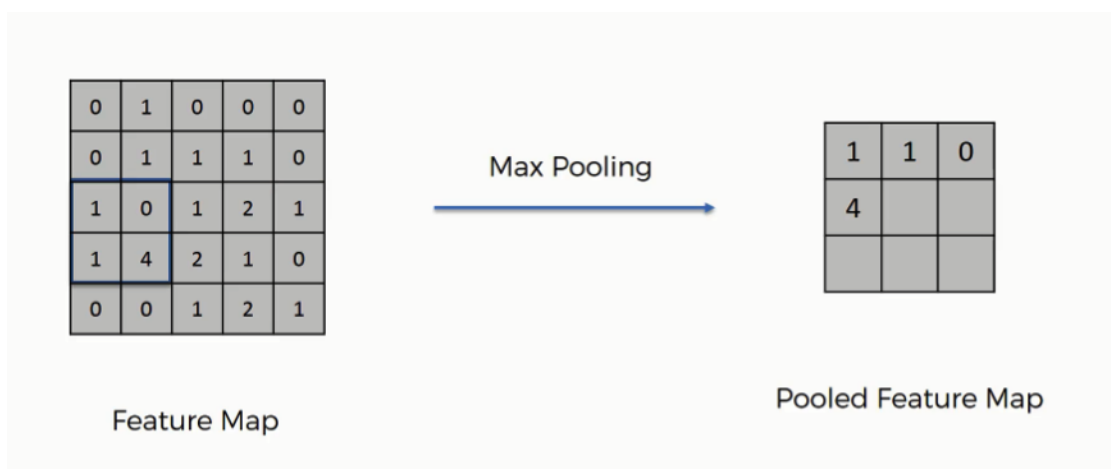 0 1 0 0 0
0 1 1 1 0
1 0 1 2 1
1 4 2 1 0
0 0 1 2 1
Feature Map
Max Pooling
1 1 0
4
Pooled Feature Map